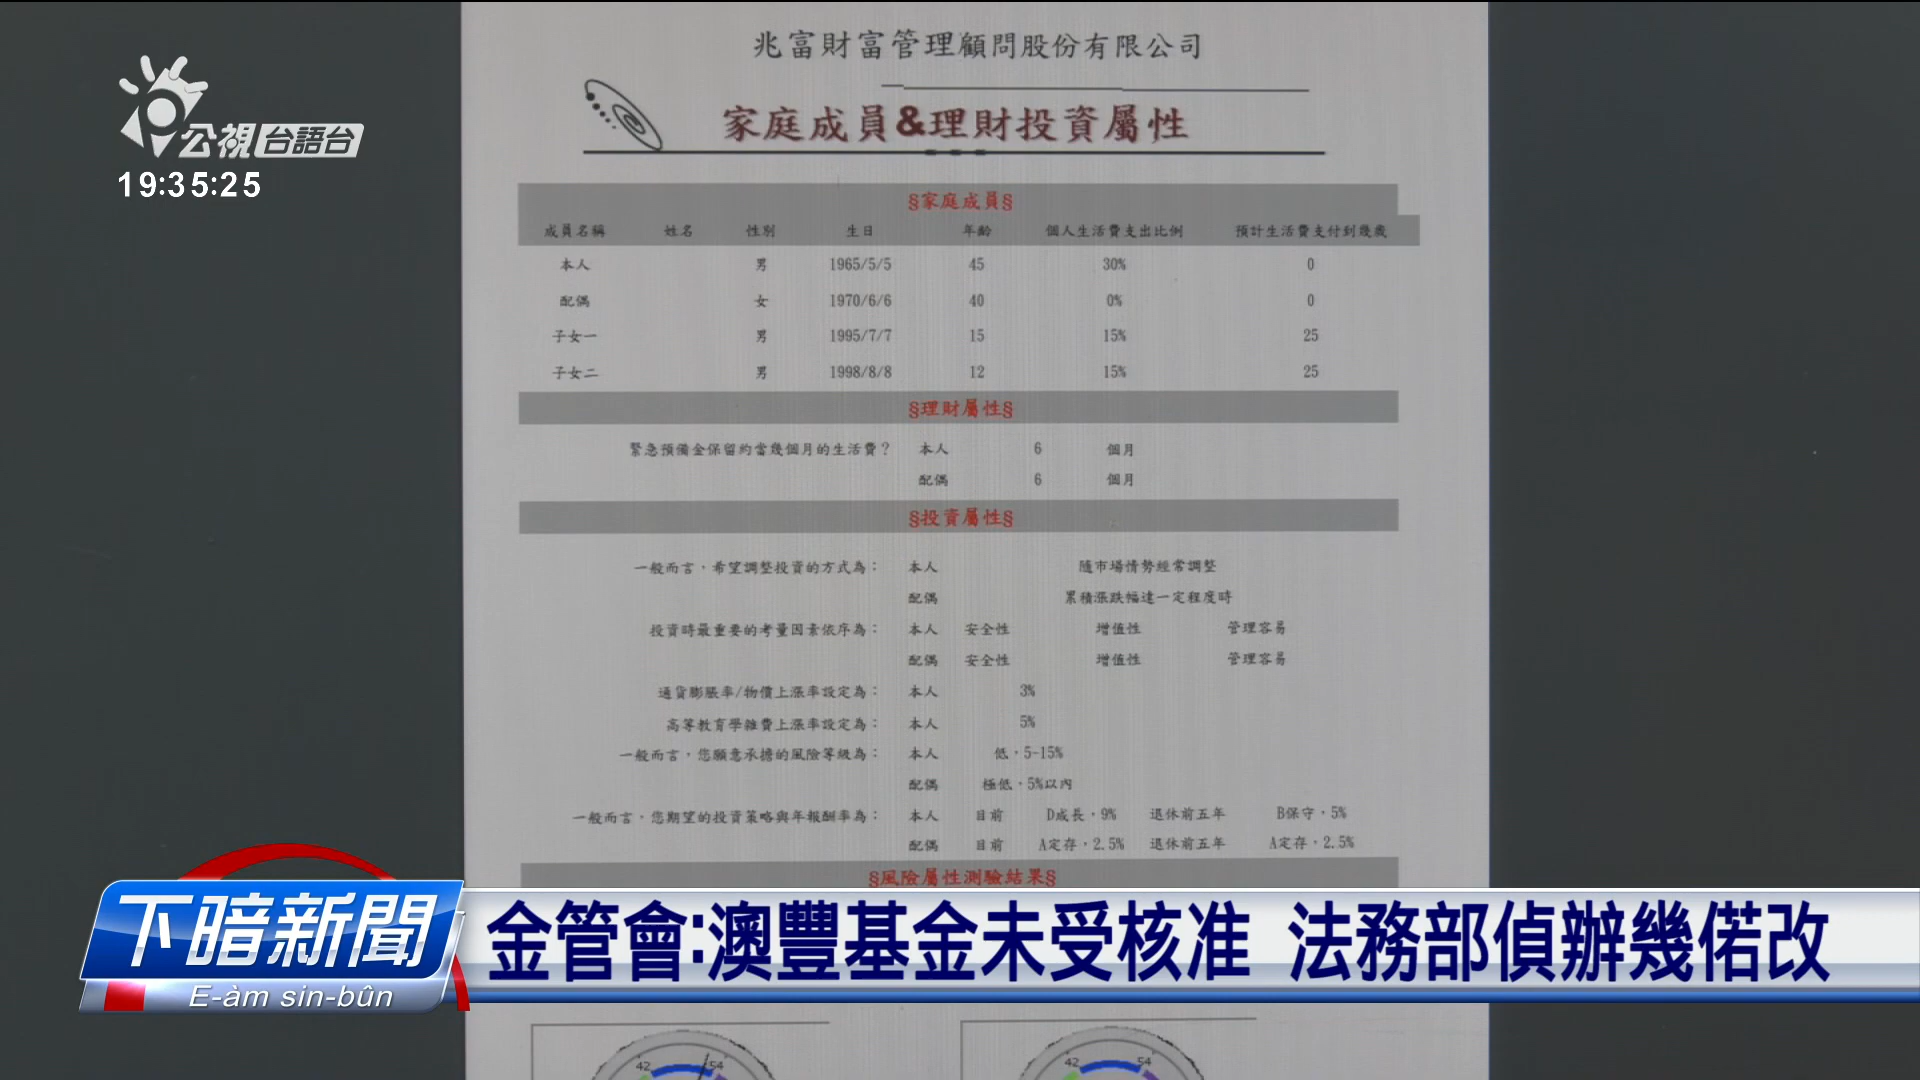 兆富財富管理顧問股份有限公司
家庭成員&理財投資屬性
公視台語台
19:35:25
§家庭成員§
成員名稱 姓名 性別 生日 年齡 個人生活費支出比例 預計生活費支付到幾歲
本人 男 1965/5/5 45 30% 0
配偶 女 1970/6/6 40 0% 0
子女一 男 1995/7/7 15 15% 25
子女二 男 1998/8/8 12 15% 25
§理財屬性§
緊急預備金保留約當幾個月的生活費？ 本人 6 個月
配偶 6 個月
§投資屬性§
一般而言，希望調整投資的方式為： 本人 隨市場情勢經常調整
配偶 累積漲跌幅達一定程度時
投資時最重要的考量因素依序為： 本人 安全性 增值性 管理容易
配偶 安全性 增值性 管理容易
通貨膨脹率/物價上漲率設定為： 本人 3%
高等教育學雜費上漲率設定為： 本人 5%
一般而言，您願意承擔的風險等級為： 本人 低，5-15%
配偶 極低，5%以內
一般而言，您期望的投資策略與年報酬率為： 本人 目前 D成長，9% 退休前五年 B保守，5%
配偶 目前 A定存，2.5% 退休前五年 A定存，2.5%
§風險屬性測驗結果§
下暗新聞
E-àm sin-bûn
金管會:澳豐基金未受核准 法務部偵辦幾偌改
42 54
42 54